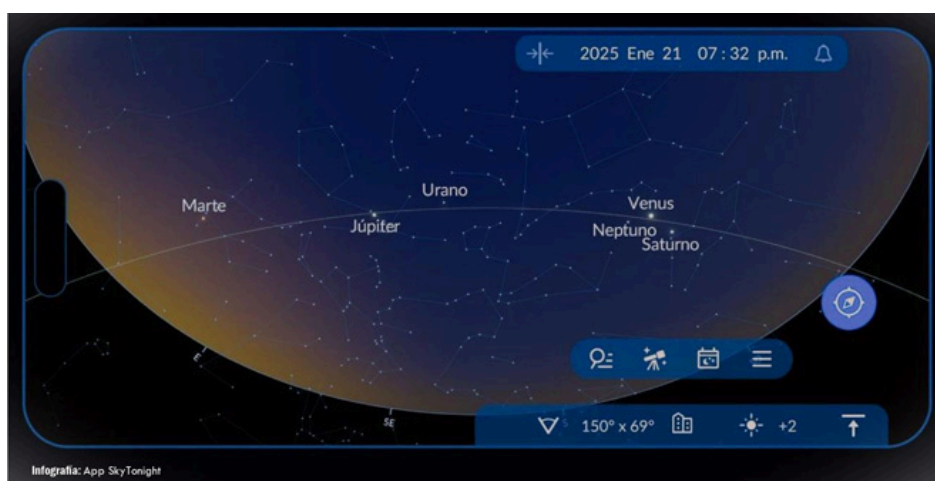 2025 Ene 21 07:32 p.m.
Urano
Marte
Venus
Júpiter
Neptuno
Saturno
E
SE
S
150° x 69°
+2
Infografía: App SkyTonight